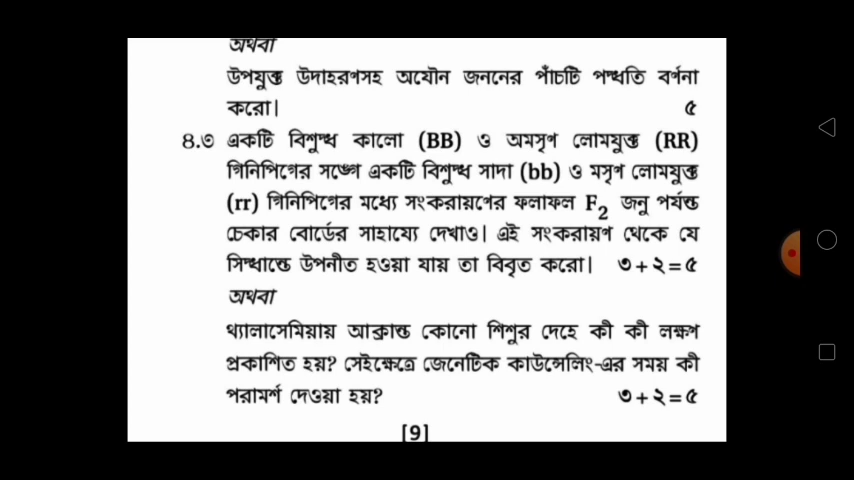 অথবা
উপযুক্ত উদাহরণসহ অযৌন জননের পাঁচটি পদ্ধতি বর্ণনা
করো। ৫
৪.৩ একটি বিশুদ্ধ কালো (BB) ও অমসৃণ লোমযুক্ত (RR)
গিনিপিগের সঙ্গে একটি বিশুদ্ধ সাদা (bb) ও মসৃণ লোমযুক্ত
(rr) গিনিপিগের মধ্যে সংকরায়ণের ফলাফল F₂ জনু পর্যন্ত
চেকার বোর্ডের সাহায্যে দেখাও। এই সংকরায়ণ থেকে যে
সিদ্ধান্তে উপনীত হওয়া যায় তা বিবৃত করো। ৩+২=৫
অথবা
থ্যালাসেমিয়ায় আক্রান্ত কোনো শিশুর দেহে কী কী লক্ষণ
প্রকাশিত হয়? সেইক্ষেত্রে জেনেটিক কাউন্সেলিং-এর সময় কী
পরামর্শ দেওয়া হয়? ৩+২=৫
[9]